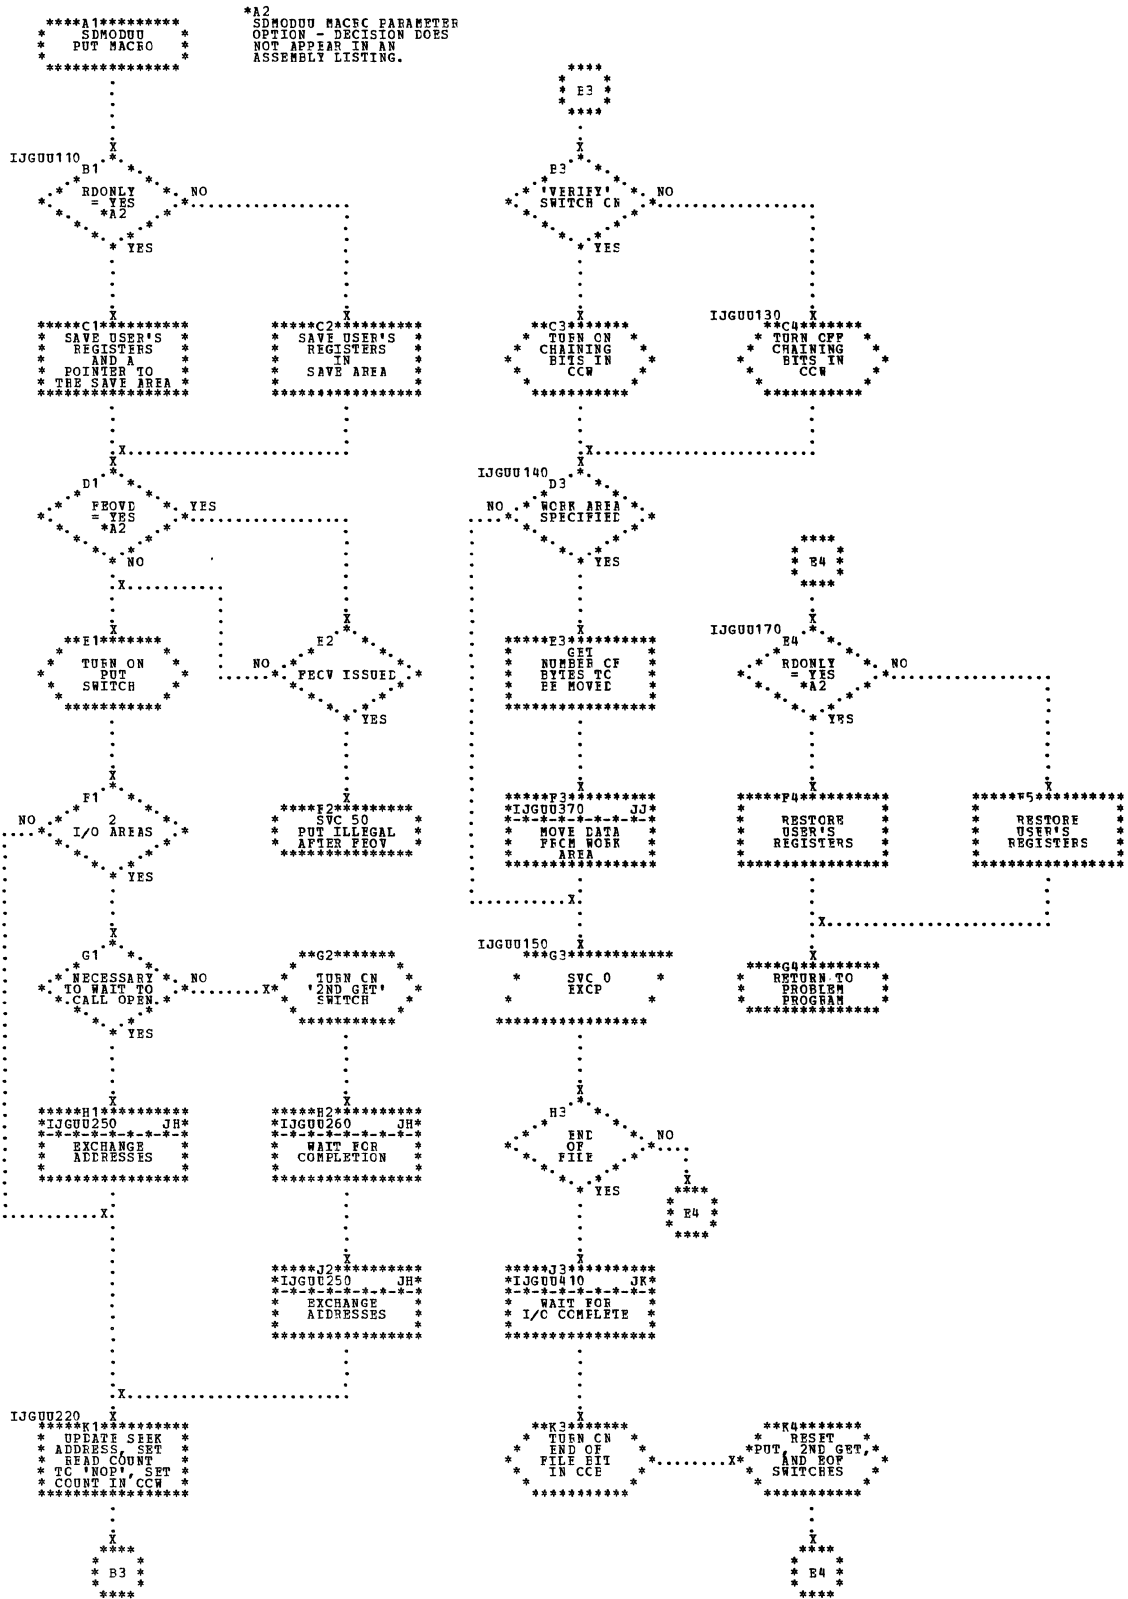 ****A1*********
SDMODUU
PUT MACRO
*A2
SDMODUU MACRC PARAMETER
OPTION - DECISION DOES
NOT APPEAR IN AN
ASSEMBLY LISTING.
B3
IJGUU110
B1
RDONLY
= YES
*A2
NO
YES
B3
'VERIFY'
SWITCH CN
NO
YES
*****C1**********
SAVE USER'S
REGISTERS
AND A
POINTER TO
THE SAVE AREA
*****C2**********
SAVE USER'S
REGISTERS
IN
SAVE AREA
**C3*******
TURN ON
CHAINING
BITS IN
CCW
IJGUU130
**C4*******
TURN CFF
CHAINING
BITS IN
CCW
D1
FEOVD
= YES
*A2
YES
NO
IJGUU140
D3
NO
WORK AREA
SPECIFIED
YES
E4
**E1*******
TURN ON
PUT
SWITCH
E2
NO
FECV ISSUED
YES
*****E3**********
GET
NUMBER CF
BYTES TC
BE MOVED
IJGUU170
E4
RDONLY
= YES
*A2
NO
YES
F1
NO
2
I/O AREAS
YES
****F2*********
SVC 50
PUT ILLEGAL
AFTER FEOV
*****F3**********
*IJGUU370 JJ*
*-*-*-*-*-*-*-*-*
MOVE DATA
FRCM WORK
AREA
*****F4**********
RESTORE
USER'S
REGISTERS
*****F5**********
RESTORE
USER'S
REGISTERS
G1
NECESSARY
TO WAIT TO
CALL OPEN.
NO
YES
**G2*******
TURN CN
'2ND GET'
SWITCH
IJGUU150
***G3************
SVC 0
EXCP
****G4*********
RETURN TO
PROBLEM
PROGRAM
*****H1**********
*IJGUU250 JH*
*-*-*-*-*-*-*-*-*
EXCHANGE
ADDRESSES
*****H2**********
*IJGUU260 JH*
*-*-*-*-*-*-*-*-*
WAIT FOR
COMPLETION
H3
END
OF
FILE
NO
YES
E4
*****J2**********
*IJGUU250 JH*
*-*-*-*-*-*-*-*-*
EXCHANGE
ADDRESSES
*****J3**********
*IJGUU410 JK*
*-*-*-*-*-*-*-*-*
WAIT FOR
I/C COMPLETE
IJGUU220
*****K1**********
UPDATE SEEK
ADDRESS, SET
READ COUNT
TO 'NOP', SET
COUNT IN CCW
**K3*******
TURN CN
END OF
FILE BIT
IN CCB
**K4*******
RESET
*PUT, 2ND GET,*
AND EOF
SWITCHES
B3
E4